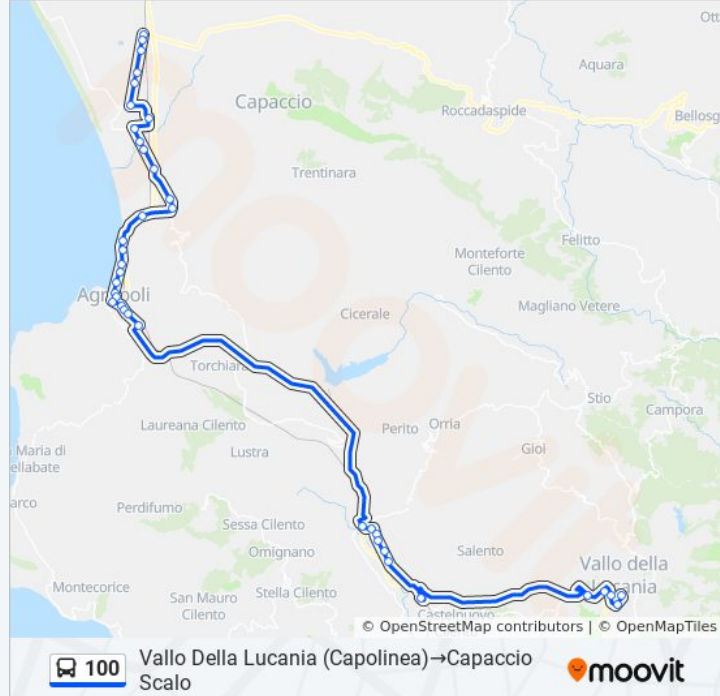 Ott
Aquara
Capaccio
Roccadaspide
Bellosg
Trentinara
Felitto
Monteforte
Cilento
Agropoli
Magliano Vetere
Cicerale
Torchiara
Stio
Campora
Laureana Cilento
Perito
Orria
Gioi
Maria di
ellabate
Lustra
arco
Perdifumo
Sessa Cilento
Omignano
Salento
Vallo della
Lucania
Montecorice
San Mauro
Cilento
Stella Cilento
Castelnuovo
© OpenStreetMap contributors | © OpenMapTiles
100
Vallo Della Lucania (Capolinea)→Capaccio
Scalo
moovit
moovit